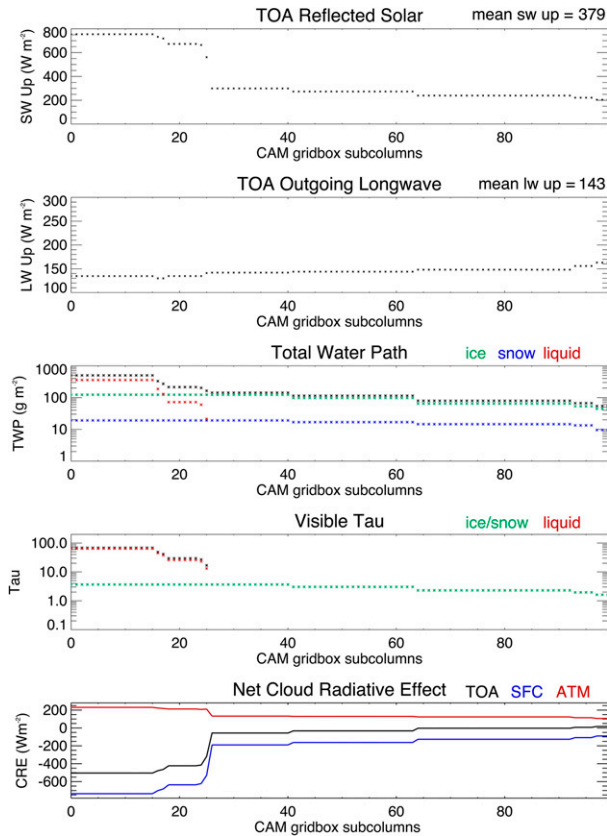 TOA Reflected Solar mean sw up = 379
SW Up (W m⁻²)
800
600
400
200
0
0 20 40 60 80
CAM gridbox subcolumns
TOA Outgoing Longwave mean lw up = 143
LW Up (W m⁻²)
300
250
200
150
100
0 20 40 60 80
CAM gridbox subcolumns
Total Water Path ice snow liquid
TWP (g m⁻²)
1000
100
10
1
0 20 40 60 80
CAM gridbox subcolumns
Visible Tau ice/snow liquid
Tau
100.0
10.0
1.0
0.1
0 20 40 60 80
CAM gridbox subcolumns
Net Cloud Radiative Effect TOA SFC ATM
CRE (Wm⁻²)
200
0
-200
-400
-600
0 20 40 60 80
CAM gridbox subcolumns